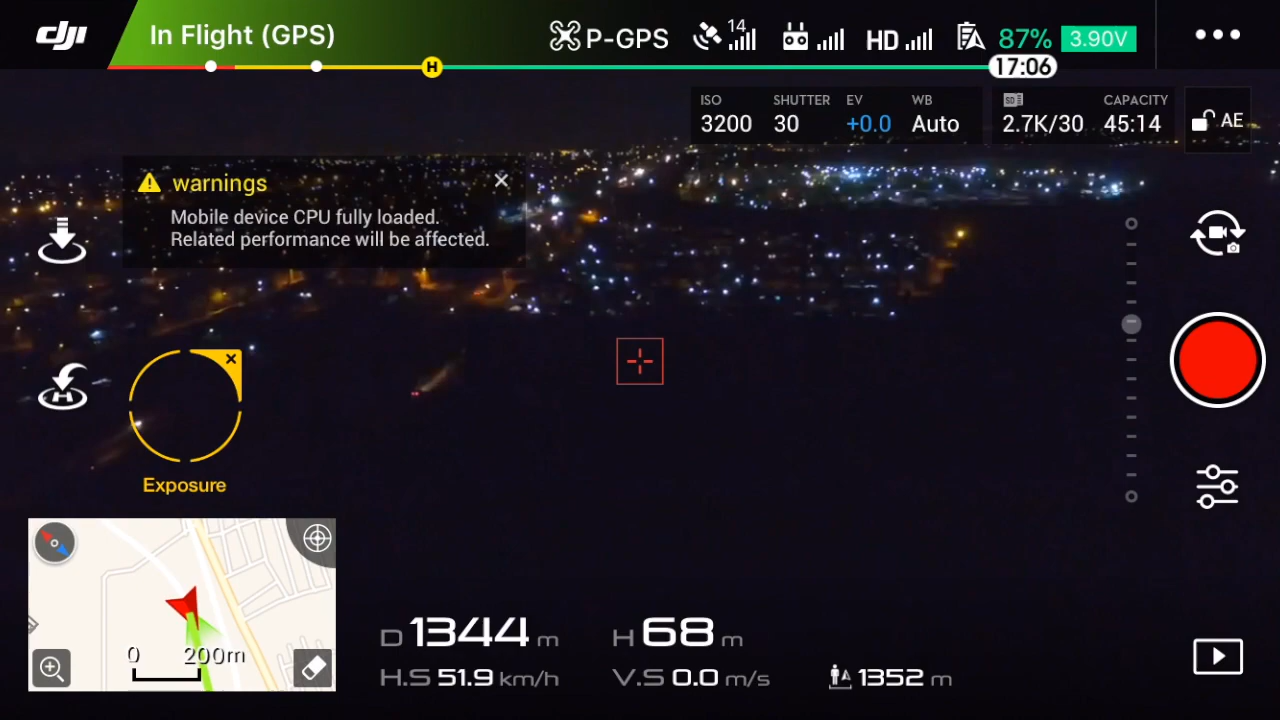 dji
In Flight (GPS)
P-GPS
14
HD
87%
3.90V
H
17:06
ISO
3200
SHUTTER
30
EV
+0.0
WB
Auto
SD
2.7K/30
CAPACITY
45:14
AE
warnings
Mobile device CPU fully loaded.
Related performance will be affected.
H
Exposure
0 200m
D 1344 m
H 68 m
H.S 51.9 km/h
V.S 0.0 m/s
1352 m